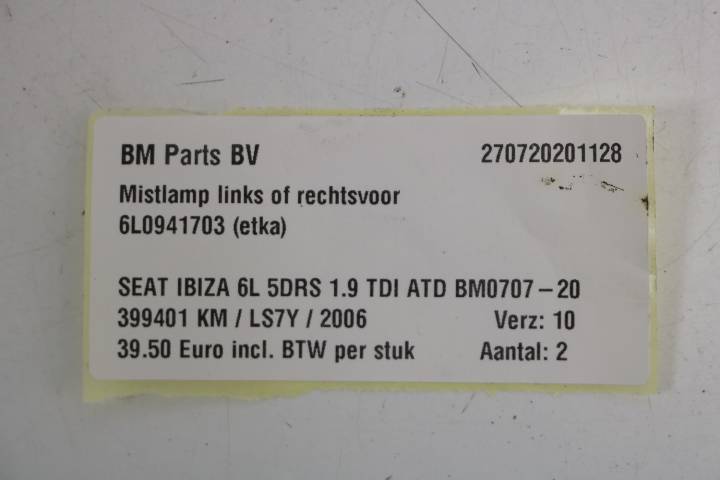 BM Parts BV 270720201128
Mistlamp links of rechtsvoor
6L0941703 (etka)
SEAT IBIZA 6L 5DRS 1.9 TDI ATD BM0707-20
399401 KM / LS7Y / 2006 Verz: 10
39.50 Euro incl. BTW per stuk Aantal: 2